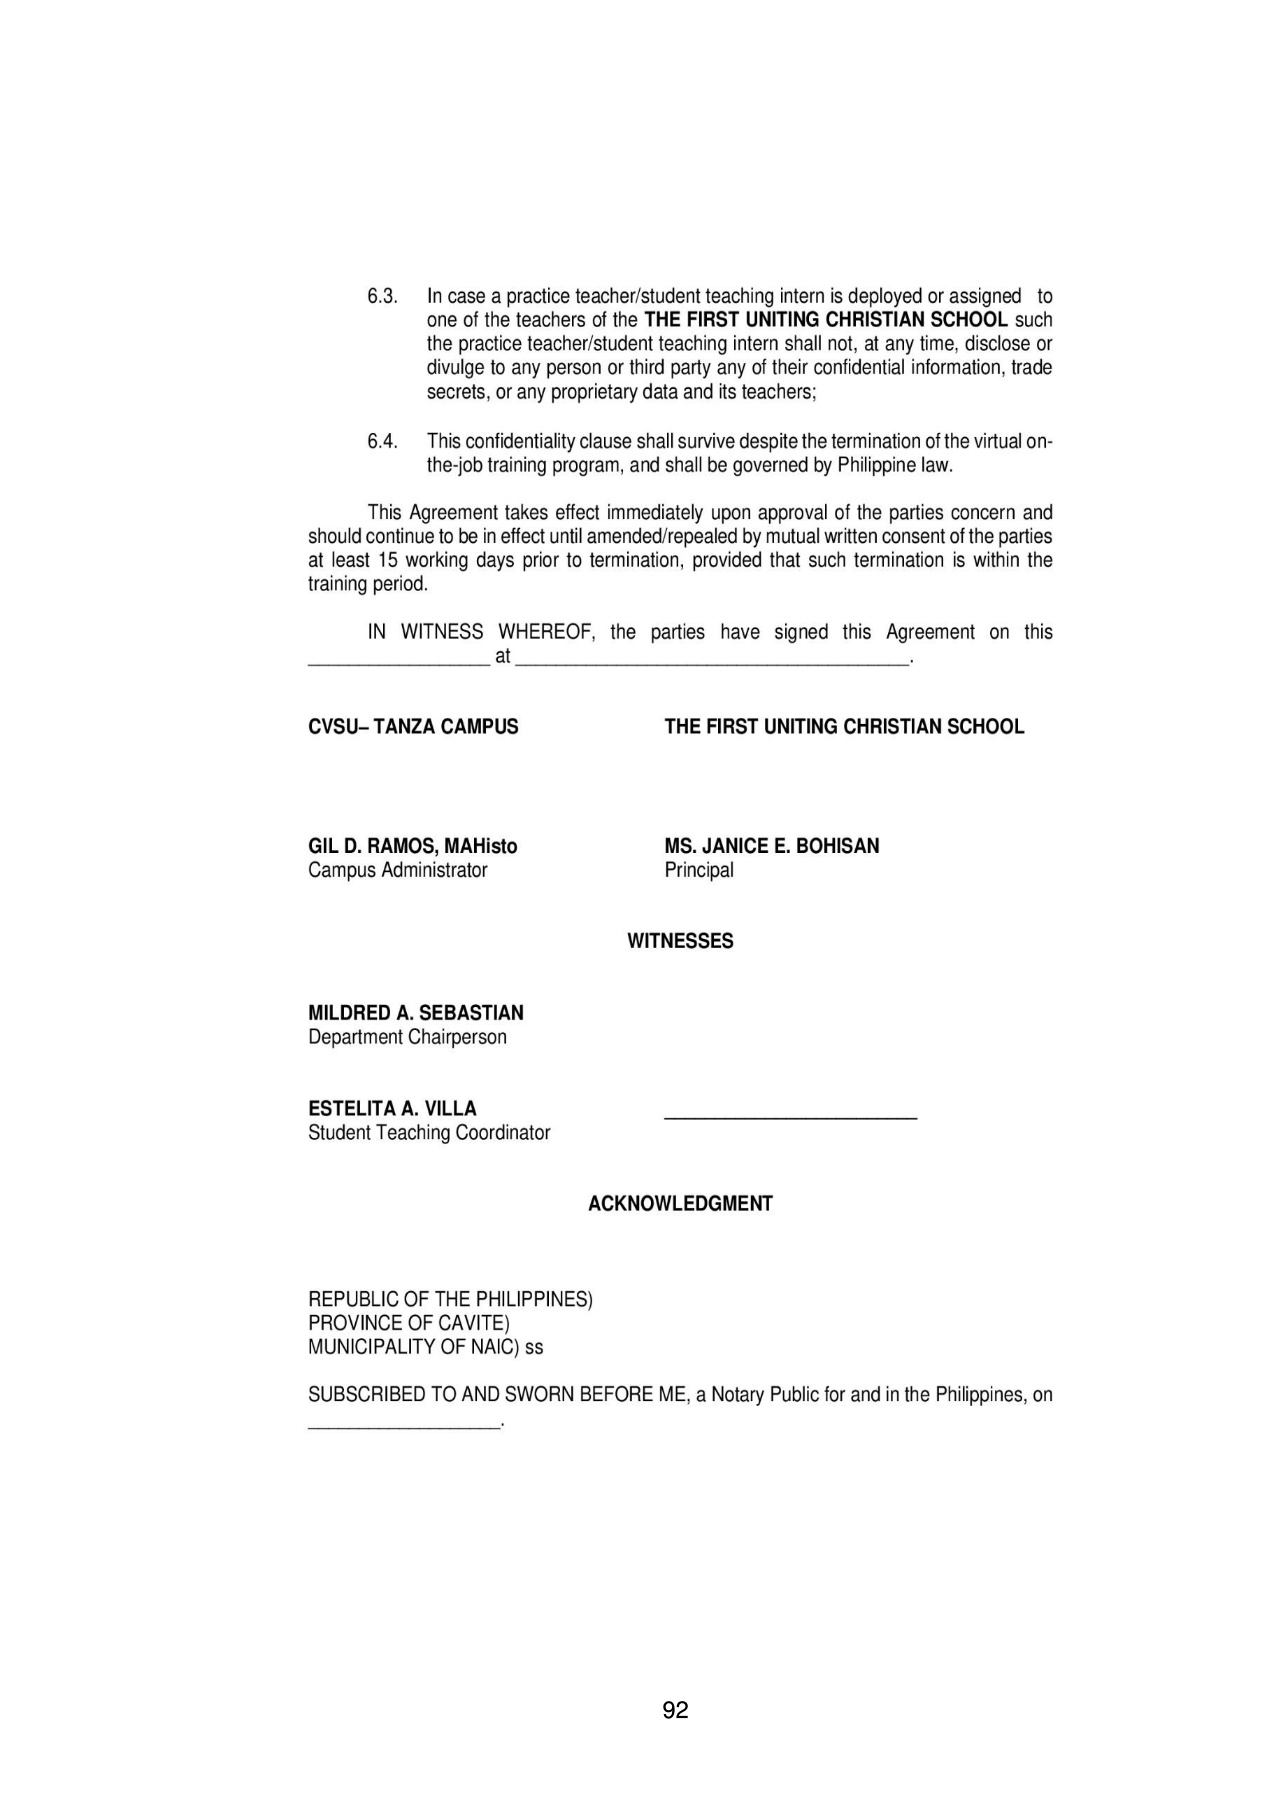 6.3. In case a practice teacher/student teaching intern is deployed or assigned to
one of the teachers of the THE FIRST UNITING CHRISTIAN SCHOOL such
the practice teacher/student teaching intern shall not, at any time, disclose or
divulge to any person or third party any of their confidential information, trade
secrets, or any proprietary data and its teachers;
6.4. This confidentiality clause shall survive despite the termination of the virtual on-
the-job training program, and shall be governed by Philippine law.
This Agreement takes effect immediately upon approval of the parties concern and
should continue to be in effect until amended/repealed by mutual written consent of the parties
at least 15 working days prior to termination, provided that such termination is within the
training period.
IN WITNESS WHEREOF, the parties have signed this Agreement on this
_________________ at _____________________________________.
CVSU– TANZA CAMPUS THE FIRST UNITING CHRISTIAN SCHOOL
GIL D. RAMOS, MAHisto MS. JANICE E. BOHISAN
Campus Administrator Principal
WITNESSES
MILDRED A. SEBASTIAN
Department Chairperson
ESTELITA A. VILLA ________________________
Student Teaching Coordinator
ACKNOWLEDGMENT
REPUBLIC OF THE PHILIPPINES)
PROVINCE OF CAVITE)
MUNICIPALITY OF NAIC) ss
SUBSCRIBED TO AND SWORN BEFORE ME, a Notary Public for and in the Philippines, on
__________________.
92